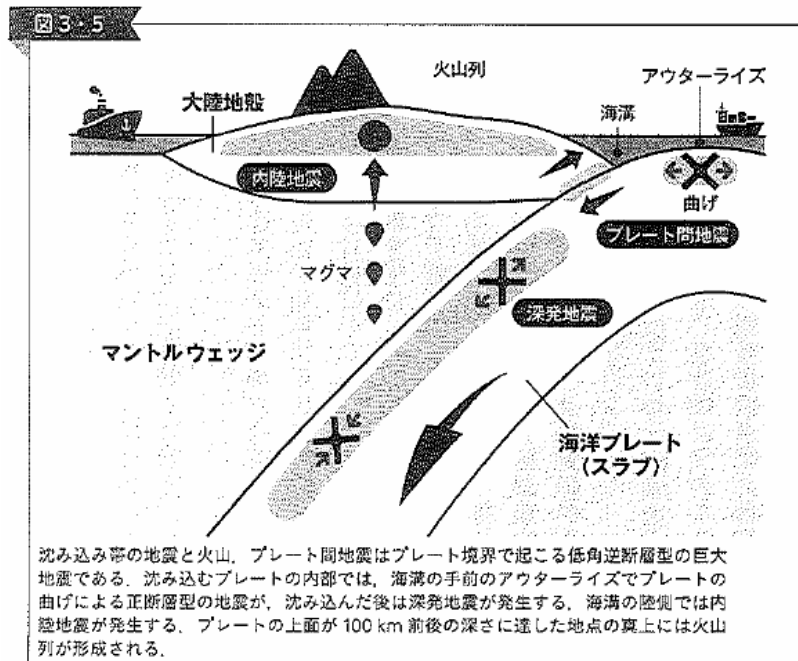 図3・5
火山列
アウターライズ
大陸地殻
海溝
内陸地震
曲げ
プレート間地震
マグマ
深発地震
マントルウェッジ
海洋プレート
(スラブ)
沈み込み帯の地震と火山．プレート間地震はプレート境界で起こる低角逆断層型の巨大
地震である．沈み込むプレートの内部では，海溝の手前のアウターライズでプレートの
曲げによる正断層型の地震が，沈み込んだ後は深発地震が発生する．海溝の陸側では内
陸地震が発生する．プレートの上面が 100 km 前後の深さに達した地点の真上には火山
列が形成される．